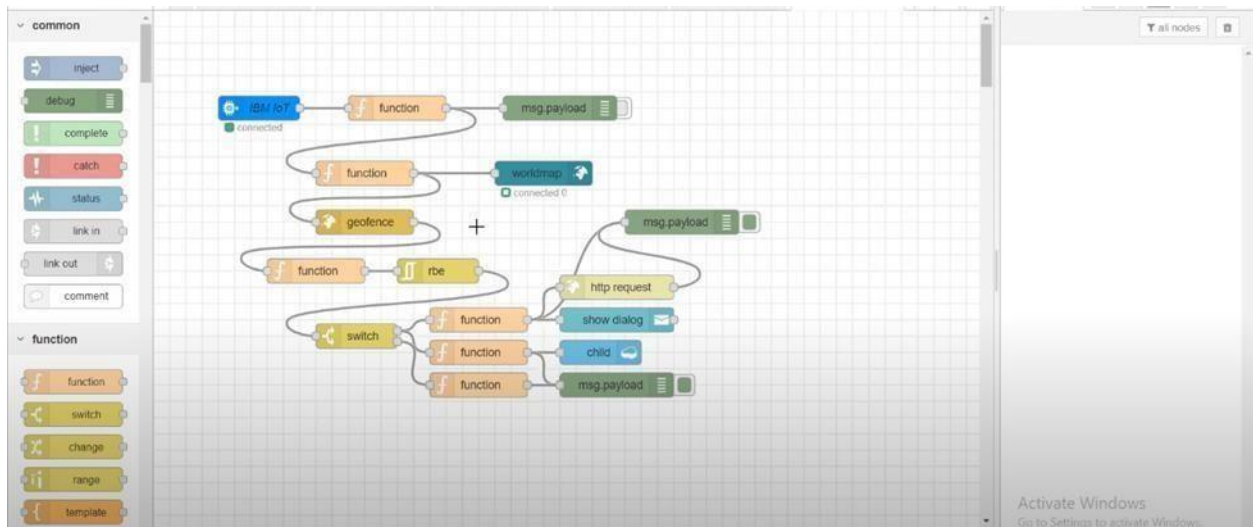 common
all nodes
inject
debug
complete
catch
status
link in
link out
comment
function
function
switch
change
range
template
IBM IoT
connected
function
msg.payload
function
worldmap
connected 0
geofence
msg.payload
function
rbe
http request
switch
function
show dialog
function
child
function
msg.payload
Activate Windows
Go to Settings to activate Windows.